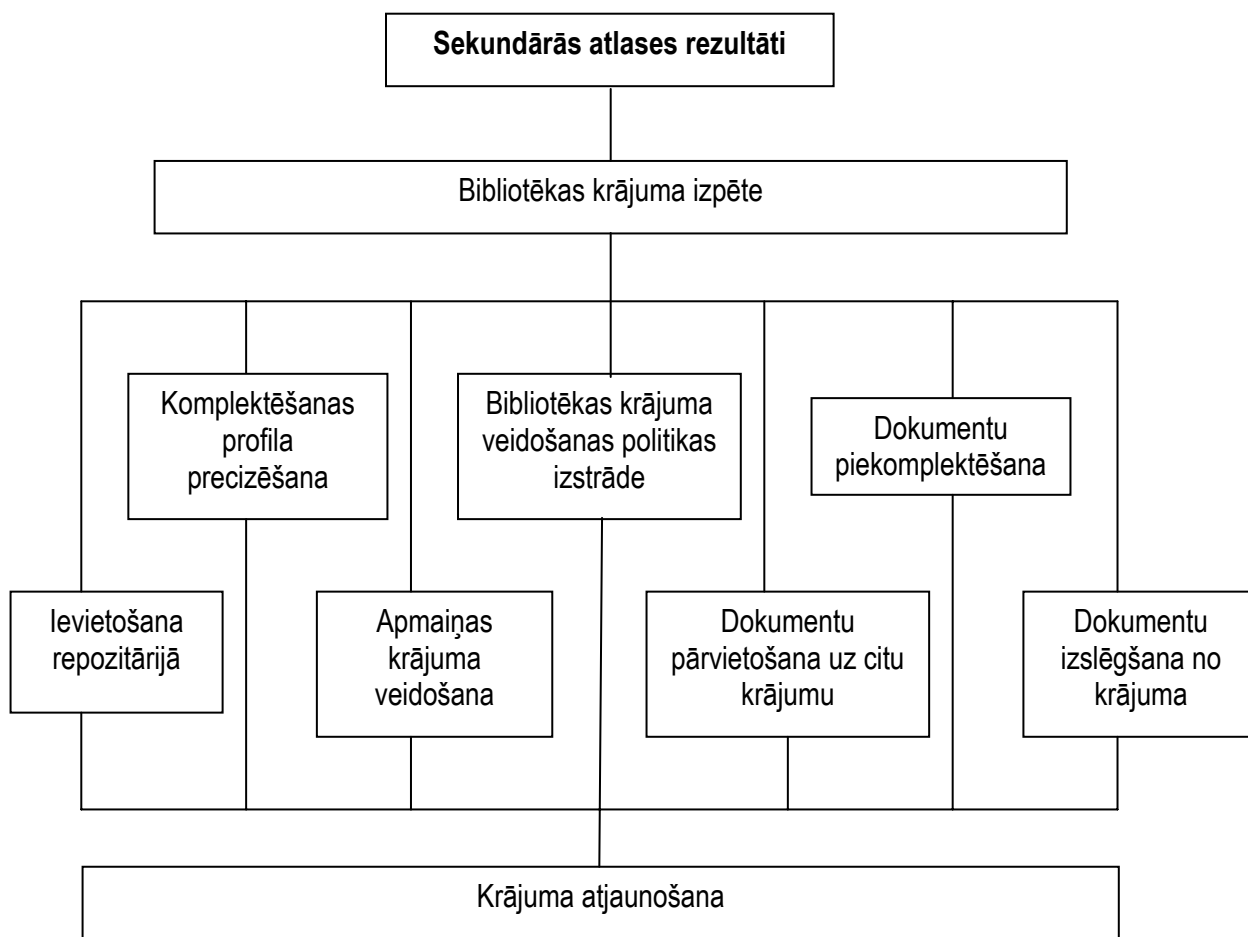 Sekundārās atlases rezultāti
Bibliotēkas krājuma izpēte
Komplektēšanas
profila
precizēšana
Bibliotēkas krājuma
veidošanas politikas
izstrāde
Dokumentu
piekomplektēšana
Ievietošana
repozitārijā
Apmaiņas
krājuma
veidošana
Dokumentu
pārvietošana uz citu
krājumu
Dokumentu
izslēgšana no
krājuma
Krājuma atjaunošana